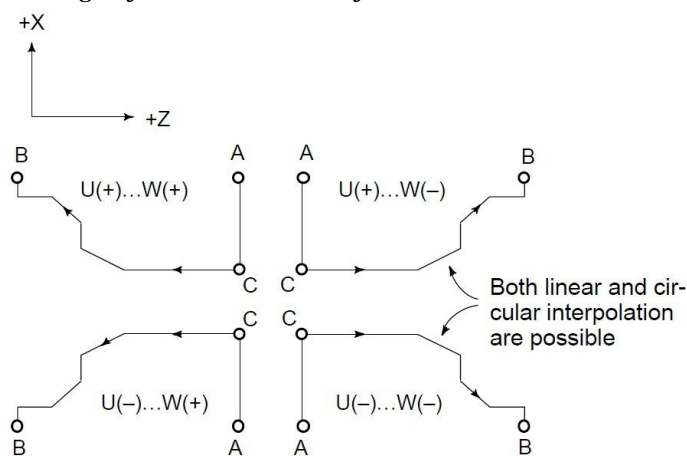 +X
+Z
B
A
A
B
U(+)...W(+)
U(+)...W(–)
C
C
Both linear and cir-
cular interpolation
are possible
C
C
U(–)...W(+)
U(–)...W(–)
B
A
A
B